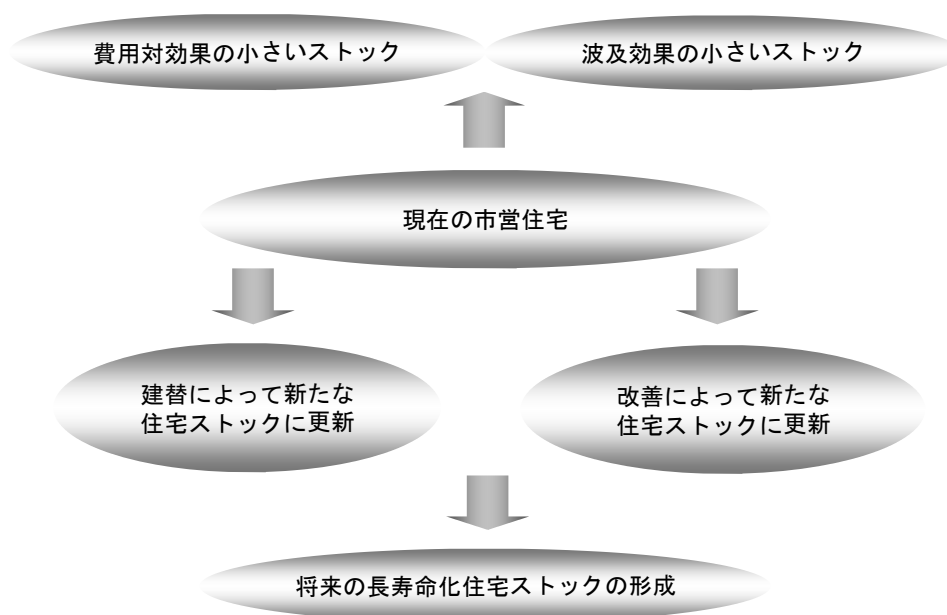 費用対効果の小さいストック
波及効果の小さいストック
現在の市営住宅
建替によって新たな
住宅ストックに更新
改善によって新たな
住宅ストックに更新
将来の長寿命化住宅ストックの形成